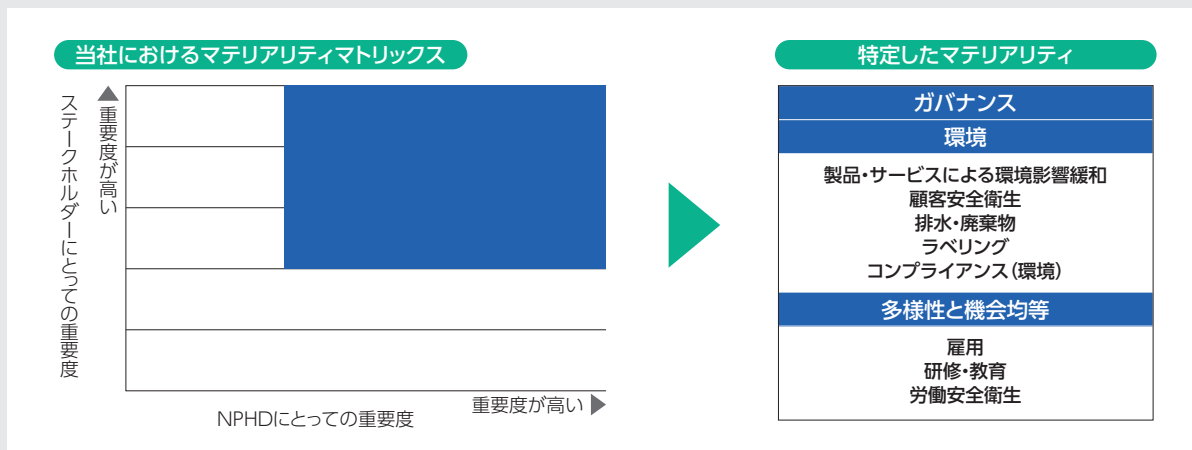 当社におけるマテリアリティマトリックス
ステークホルダーにとっての重要度
▲重要度が高い
NPHDにとっての重要度
重要度が高い▶
特定したマテリアリティ
ガバナンス
環境
製品・サービスによる環境影響緩和
顧客安全衛生
排水・廃棄物
ラベリング
コンプライアンス（環境）
多様性と機会均等
雇用
研修・教育
労働安全衛生